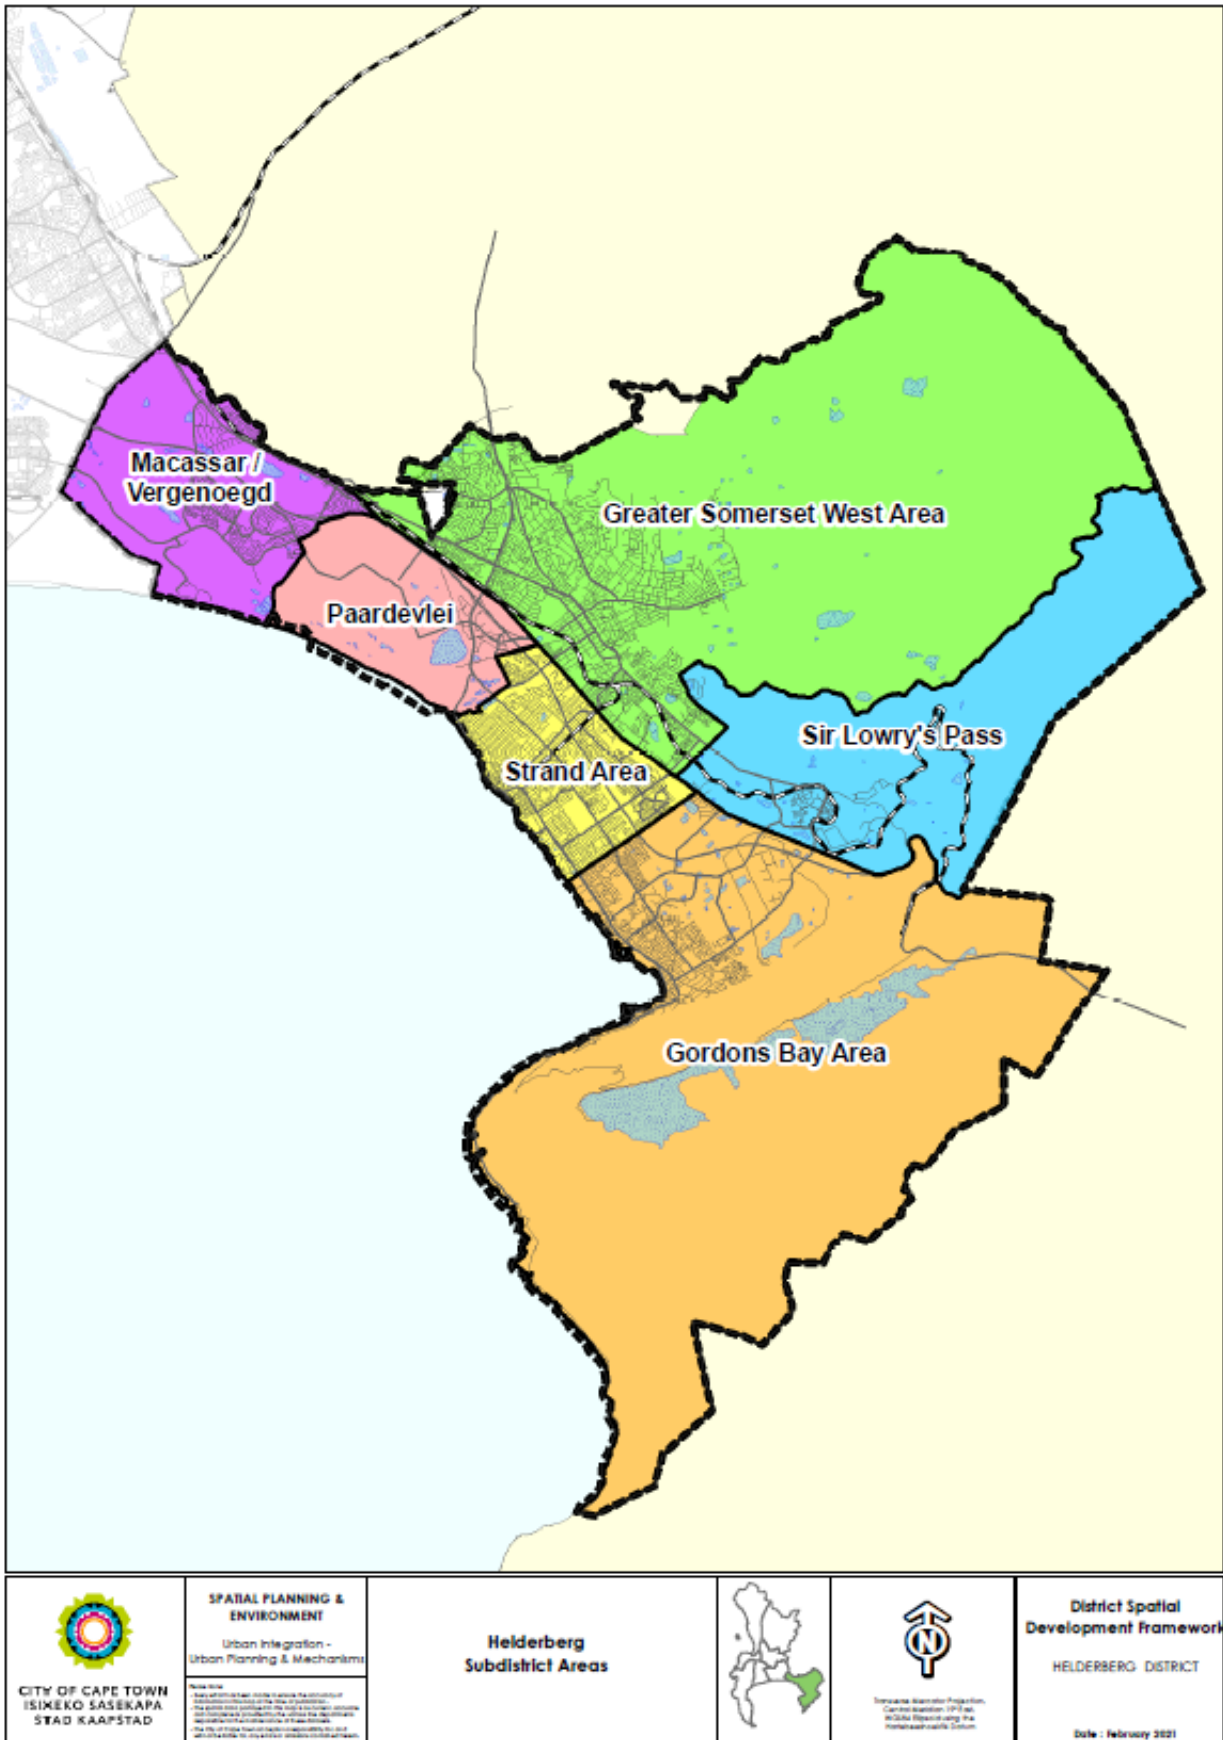 Macassar /
Vergenoegd
Greater Somerset West Area
Paardevlei
Sir Lowry's Pass
Strand Area
Gordons Bay Area
CITY OF CAPE TOWN
ISIXEKO SASEKAPA
STAD KAAPSTAD
SPATIAL PLANNING &
ENVIRONMENT
Urban Integration -
Urban Planning & Mechanisms
Helderberg
Subdistrict Areas
N
District Spatial
Development Framework
HELDERBERG DISTRICT
Date : February 2021